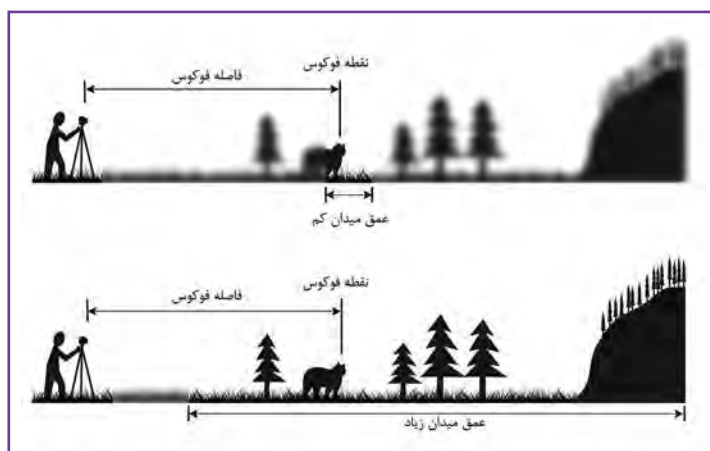 نقطه فوکوس
فاصله فوکوس
عمق میدان کم
نقطه فوکوس
فاصله فوکوس
عمق میدان زیاد